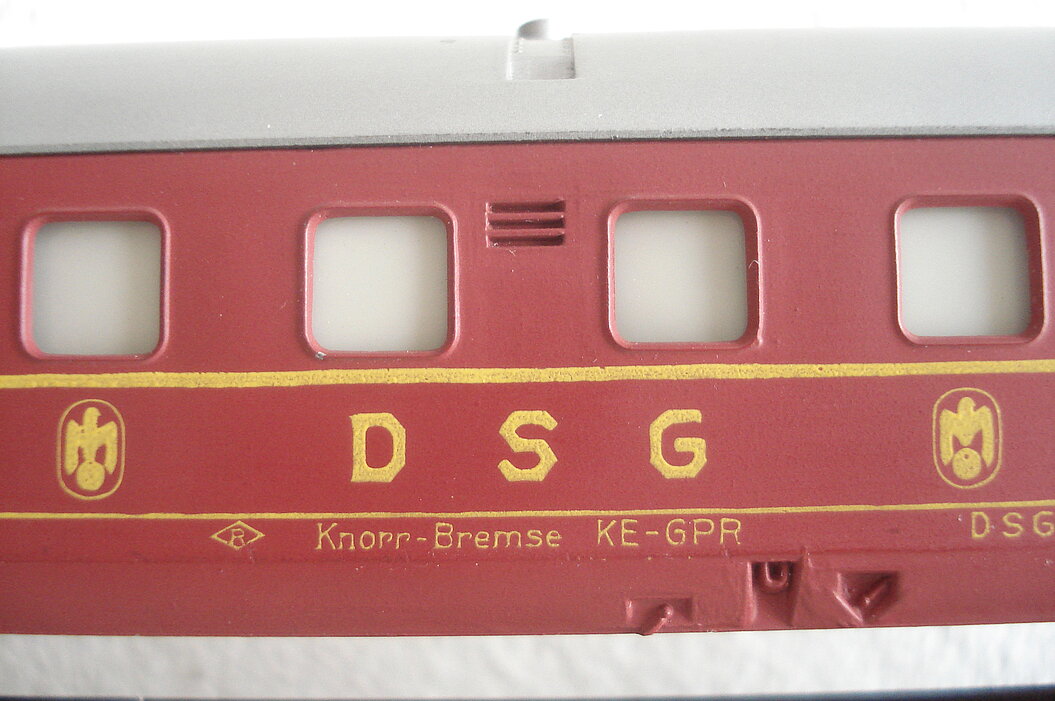 D S G
R Knorr-Bremse KE-GPR D·S G